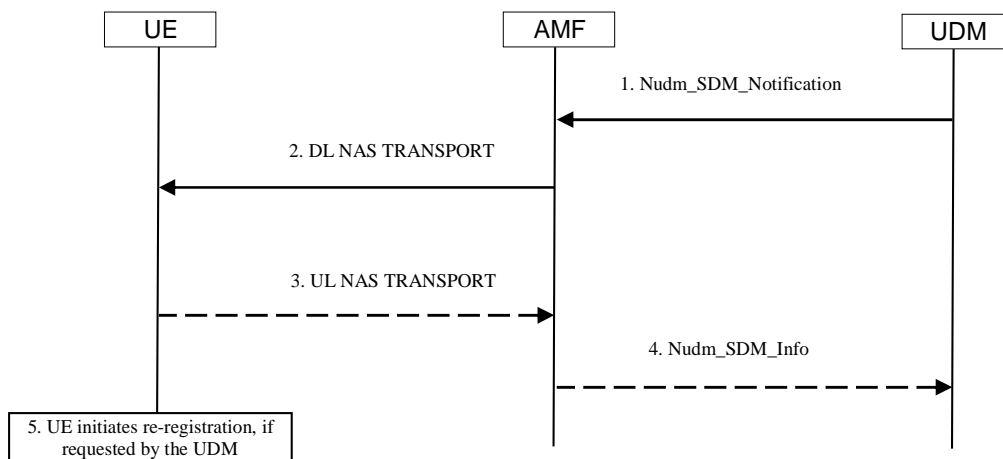 UE
AMF
UDM
1. Nudm_SDM_Notification
2. DL NAS TRANSPORT
3. UL NAS TRANSPORT
4. Nudm_SDM_Info
5. UE initiates re-registration, if
requested by the UDM